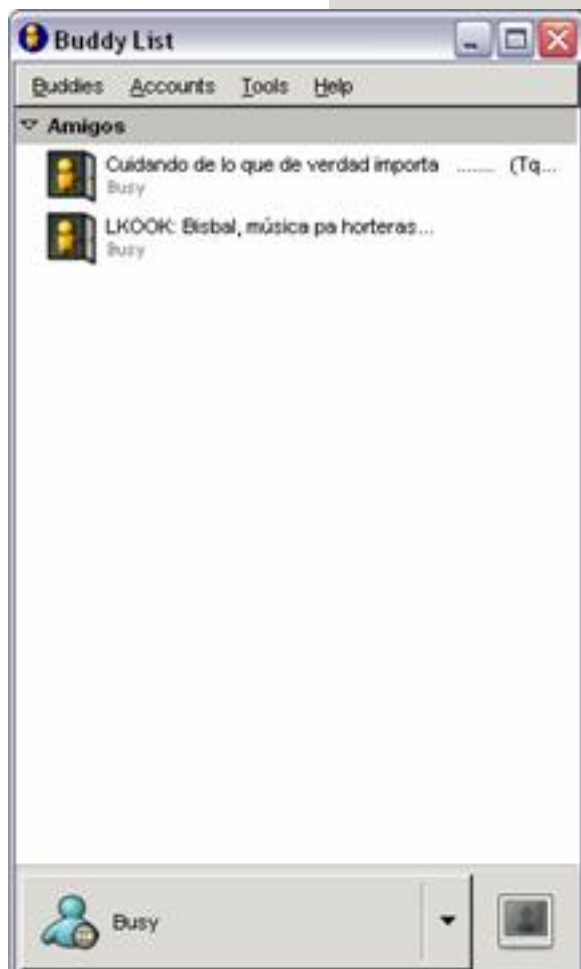 Buddy List
Buddies Accounts Tools Help
Amigos
Cuidando de lo que de verdad importa ....... (Tq...
Busy
LKOOK: Bisbal, música pa horteras...
Busy
Busy